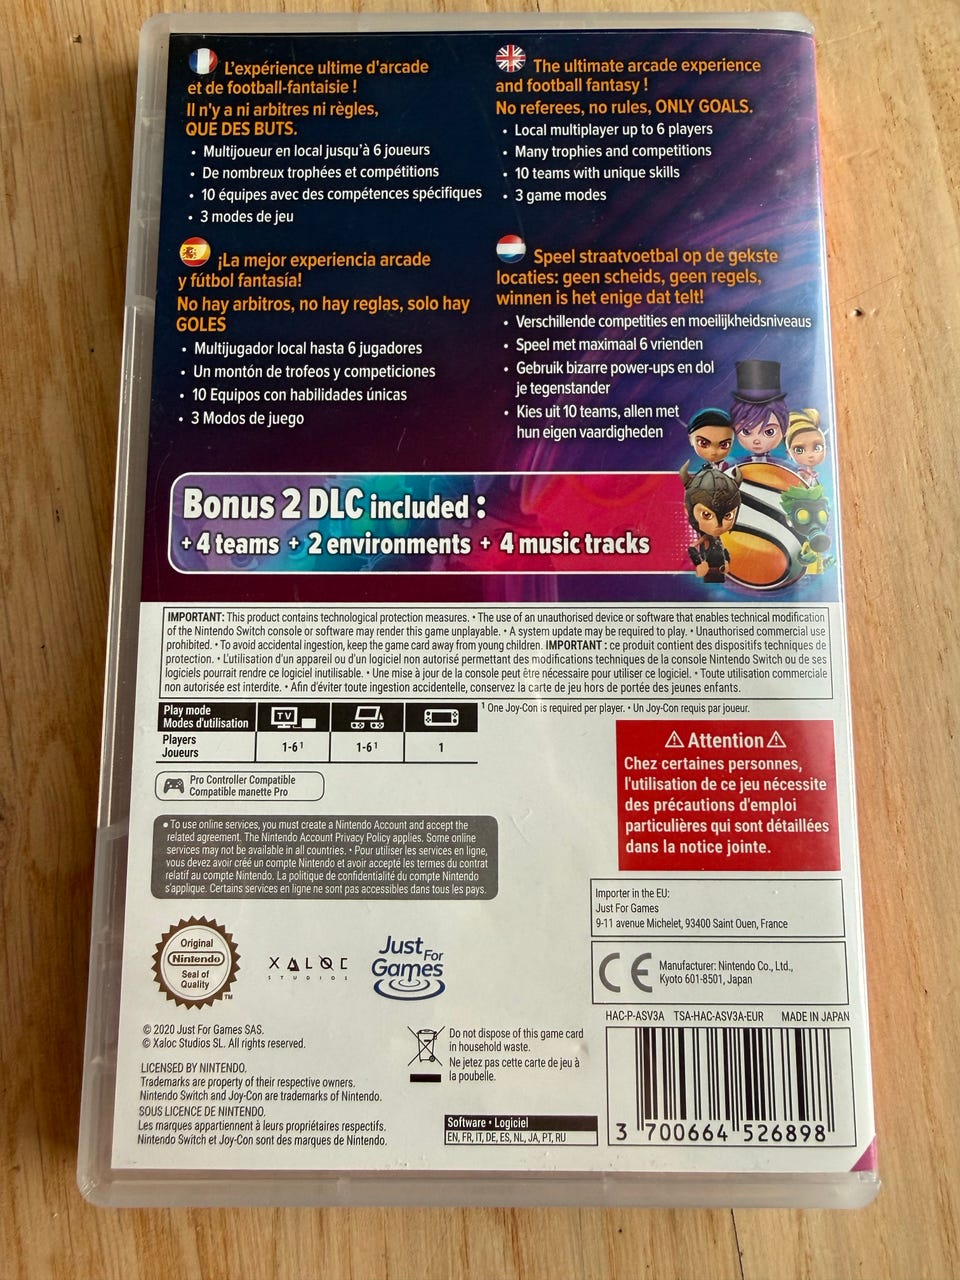 L'expérience ultime d'arcade
et de football-fantaisie !
Il n'y a ni arbitres ni règles,
QUE DES BUTS.
• Multijoueur en local jusqu'à 6 joueurs
• De nombreux trophées et compétitions
• 10 équipes avec des compétences spécifiques
• 3 modes de jeu
The ultimate arcade experience
and football fantasy !
No referees, no rules, ONLY GOALS.
• Local multiplayer up to 6 players
• Many trophies and competitions
• 10 teams with unique skills
• 3 game modes
¡La mejor experiencia arcade
y fútbol fantasía!
No hay arbitros, no hay reglas, solo hay
GOLES
• Multijugador local hasta 6 jugadores
• Un montón de trofeos y competiciones
• 10 Equipos con habilidades únicas
• 3 Modos de juego
Speel straatvoetbal op de gekste
locaties: geen scheids, geen regels,
winnen is het enige dat telt!
• Verschillende competities en moeilijkheidsniveaus
• Speel met maximaal 6 vrienden
• Gebruik bizarre power-ups en dol
je tegenstander
• Kies uit 10 teams, allen met
hun eigen vaardigheden
Bonus 2 DLC included :
+ 4 teams + 2 environments + 4 music tracks
IMPORTANT: This product contains technological protection measures. • The use of an unauthorised device or software that enables technical modification
of the Nintendo Switch console or software may render this game unplayable. • A system update may be required to play. • Unauthorised commercial use
prohibited. • To avoid accidental ingestion, keep the game card away from young children. IMPORTANT : ce produit contient des dispositifs techniques de
protection. • L'utilisation d'un appareil ou d'un logiciel non autorisé permettant des modifications techniques de la console Nintendo Switch ou de ses
logiciels pourrait rendre ce logiciel inutilisable. • Une mise à jour de la console peut être nécessaire pour utiliser ce logiciel. • Toute utilisation commerciale
non autorisée est interdite. • Afin d'éviter toute ingestion accidentelle, conservez la carte de jeu hors de portée des jeunes enfants.
Play mode
Modes d'utilisation
TV
Players
Joueurs
1-6¹ 1-6¹ 1
¹ One Joy-Con is required per player. • Un Joy-Con requis par joueur.
Pro Controller Compatible
Compatible manette Pro
⚠ Attention ⚠
Chez certaines personnes,
l'utilisation de ce jeu nécessite
des précautions d'emploi
particulières qui sont détaillées
dans la notice jointe.
• To use online services, you must create a Nintendo Account and accept the
related agreement. The Nintendo Account Privacy Policy applies. Some online
services may not be available in all countries. • Pour utiliser les services en ligne,
vous devez avoir créé un compte Nintendo et avoir accepté les termes du contrat
relatif au compte Nintendo. La politique de confidentialité du compte Nintendo
s'applique. Certains services en ligne ne sont pas accessibles dans tous les pays.
Importer in the EU:
Just For Games
9-11 avenue Michelet, 93400 Saint Ouen, France
Original
Nintendo
Seal of
Quality
TM
XALOC
STUDIOS
Just
For
Games
CE
Manufacturer: Nintendo Co., Ltd.,
Kyoto 601-8501, Japan
HAC-P-ASV3A TSA-HAC-ASV3A-EUR MADE IN JAPAN
© 2020 Just For Games SAS.
© Xaloc Studios SL. All rights reserved.
LICENSED BY NINTENDO.
Trademarks are property of their respective owners.
Nintendo Switch and Joy-Con are trademarks of Nintendo.
SOUS LICENCE DE NINTENDO.
Les marques appartiennent à leurs propriétaires respectifs.
Nintendo Switch et Joy-Con sont des marques de Nintendo.
Do not dispose of this game card
in household waste.
Ne jetez pas cette carte de jeu à
la poubelle.
Software • Logiciel
EN, FR, IT, DE, ES, NL, JA, PT, RU
3 700664 526898